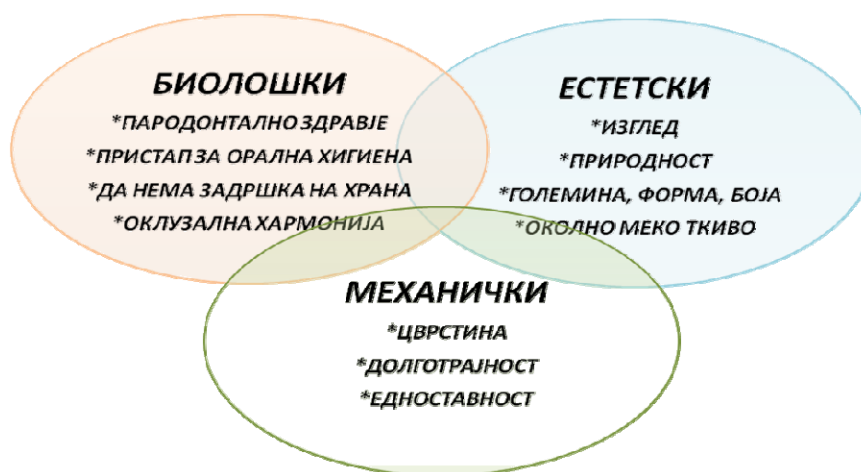 БИОЛОШКИ
*ПАРОДОНТАЛНО ЗДРАВЈЕ
*ПРИСТАП ЗА ОРАЛНА ХИГИЕНА
*ДА НЕМА ЗАДРШКА НА ХРАНА
*ОКЛУЗАЛНА ХАРМОНИЈА
ЕСТЕТСКИ
*ИЗГЛЕД
*ПРИРОДНОСТ
*ГОЛЕМИНА, ФОРМА, БОЈА
*ОКОЛНО МЕКО ТКИВО
МЕХАНИЧКИ
*ЦВРСТИНА
*ДОЛГОТРАЈНОСТ
*ЕДНОСТАВНОСТ